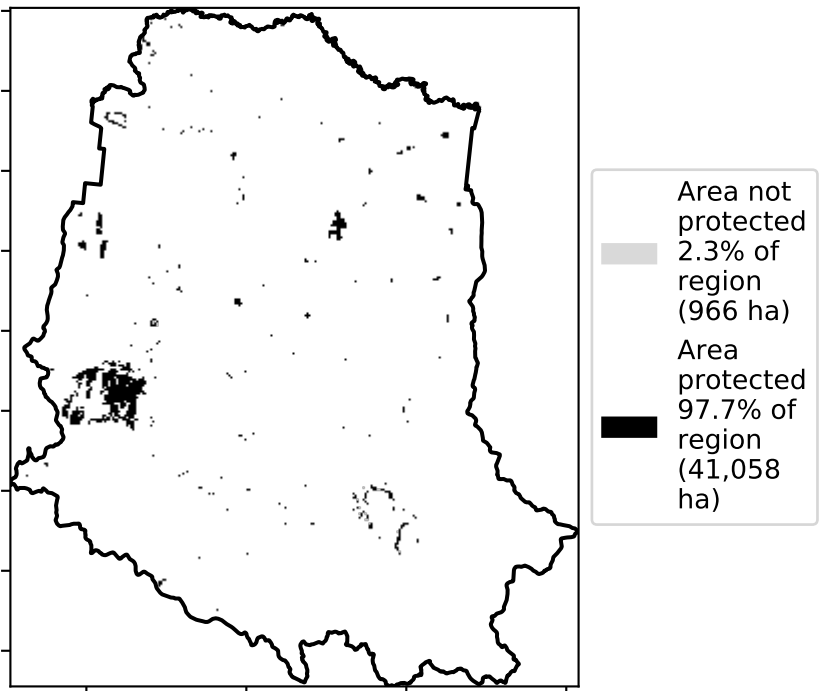 Area not
protected
2.3% of
region
(966 ha)
Area
protected
97.7% of
region
(41,058
ha)